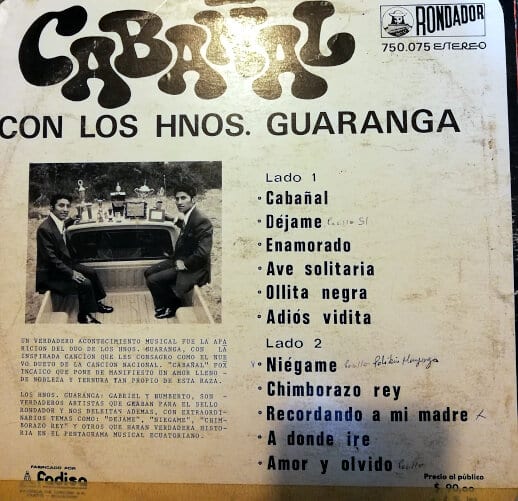 CABAÑAL
RONDADOR
750.075 ESTEREO
CON LOS HNOS. GUARANGA
Lado 1
Cabañal
Déjame
Enamorado
Ave solitaria
Ollita negra
Adiós vidita
Lado 2
Niégame
Chimborazo rey
Recordando a mi madre
A donde ire
Amor y olvido
UN VERDADERO ACONTECIMIENTO MUSICAL FUE LA APA
RICION DEL DUO DE LOS HNOS. GUARANGA, CON LA
INSPIRADA CANCION QUE LES CONSAGRO COMO EL NUE
VO DUETO DE LA CANCION NACIONAL. "CABAÑAL" FOX
INCAICO QUE PONE DE MANIFIESTO UN AMOR LLENO -
DE NOBLEZA Y TERNURA TAN PROPIO DE ESTA RAZA.
LOS HNOS. GUARANGA: GABRIEL Y HUMBERTO, SON -
VERDADEROS ARTISTAS QUE GRABAN PARA EL SELLO
RONDADOR Y NOS DELEITAN ADEMAS, CON EXTRAORDI-
NARIOS TEMAS COMO: "DEJAME", "NIEGAME", "CHIM-
BORAZO REY" Y OTROS QUE HARAN VERDADERA HISTO-
RIA EN EL PENTAGRAMA MUSICAL ECUATORIANO.
FABRICADO POR
fadisa
Precio al público